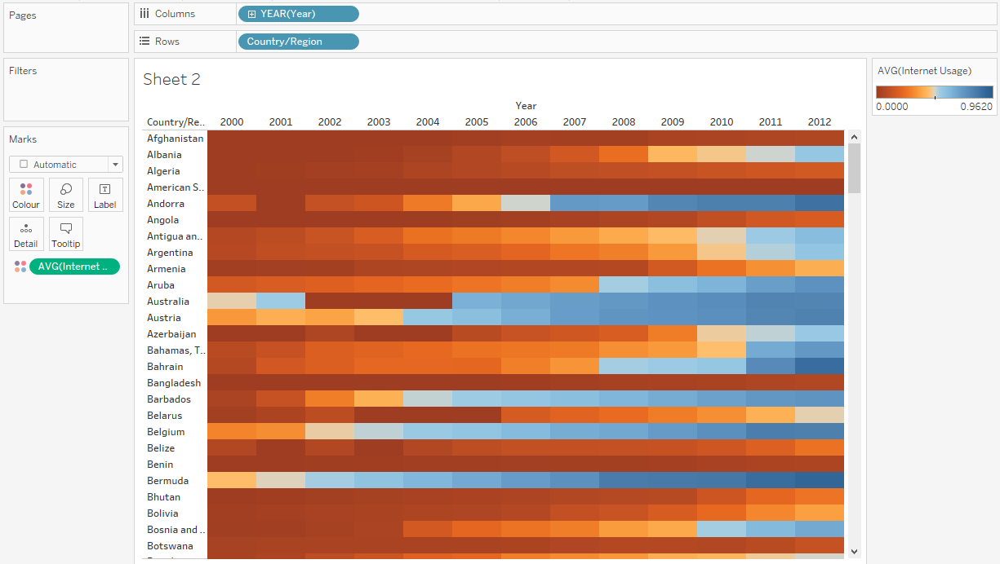 Pages
Columns
YEAR(Year)
Rows
Country/Region
Filters
Marks
Automatic
Colour
Size
Label
Detail
Tooltip
AVG(Internet ..
Sheet 2
Year
Country/Re.. 2000 2001 2002 2003 2004 2005 2006 2007 2008 2009 2010 2011 2012
Afghanistan
Albania
Algeria
American S..
Andorra
Angola
Antigua an..
Argentina
Armenia
Aruba
Australia
Austria
Azerbaijan
Bahamas, T..
Bahrain
Bangladesh
Barbados
Belarus
Belgium
Belize
Benin
Bermuda
Bhutan
Bolivia
Bosnia and ..
Botswana
AVG(Internet Usage)
0.0000 0.9620